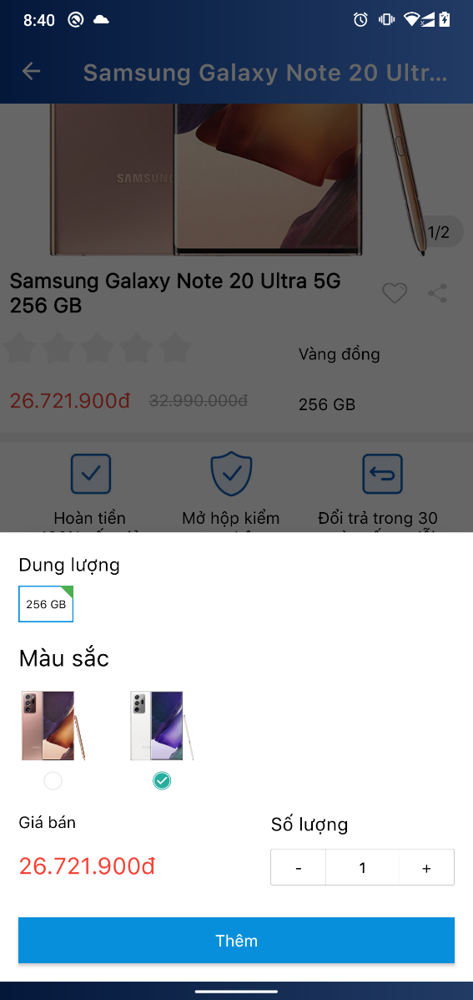 8:40
Samsung Galaxy Note 20 Ultr...
SAMSUNG
1/2
Samsung Galaxy Note 20 Ultra 5G
256 GB
Vàng đồng
26.721.900đ 32.990.000đ
256 GB
Hoàn tiền
Mở hộp kiểm
Đổi trả trong 30
Dung lượng
256 GB
Màu sắc
Giá bán
Số lượng
26.721.900đ
- 1 +
Thêm